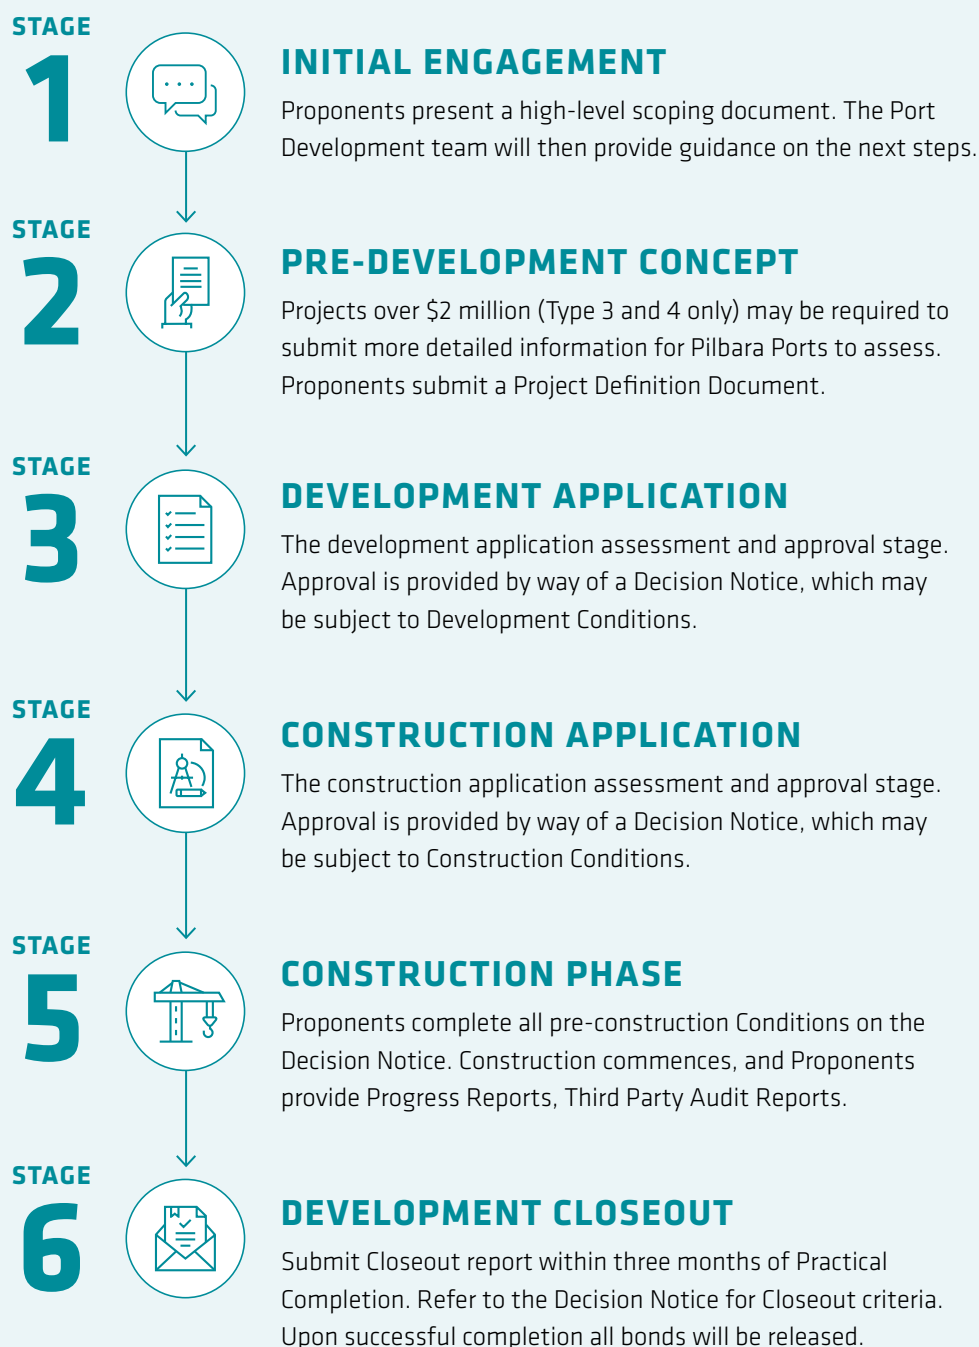 STAGE
1
INITIAL ENGAGEMENT
Proponents present a high-level scoping document. The Port
Development team will then provide guidance on the next steps.
STAGE
2
PRE-DEVELOPMENT CONCEPT
Projects over $2 million (Type 3 and 4 only) may be required to
submit more detailed information for Pilbara Ports to assess.
Proponents submit a Project Definition Document.
STAGE
3
DEVELOPMENT APPLICATION
The development application assessment and approval stage.
Approval is provided by way of a Decision Notice, which may
be subject to Development Conditions.
STAGE
4
CONSTRUCTION APPLICATION
The construction application assessment and approval stage.
Approval is provided by way of a Decision Notice, which may
be subject to Construction Conditions.
STAGE
5
CONSTRUCTION PHASE
Proponents complete all pre-construction Conditions on the
Decision Notice. Construction commences, and Proponents
provide Progress Reports, Third Party Audit Reports.
STAGE
6
DEVELOPMENT CLOSEOUT
Submit Closeout report within three months of Practical
Completion. Refer to the Decision Notice for Closeout criteria.
Upon successful completion all bonds will be released.